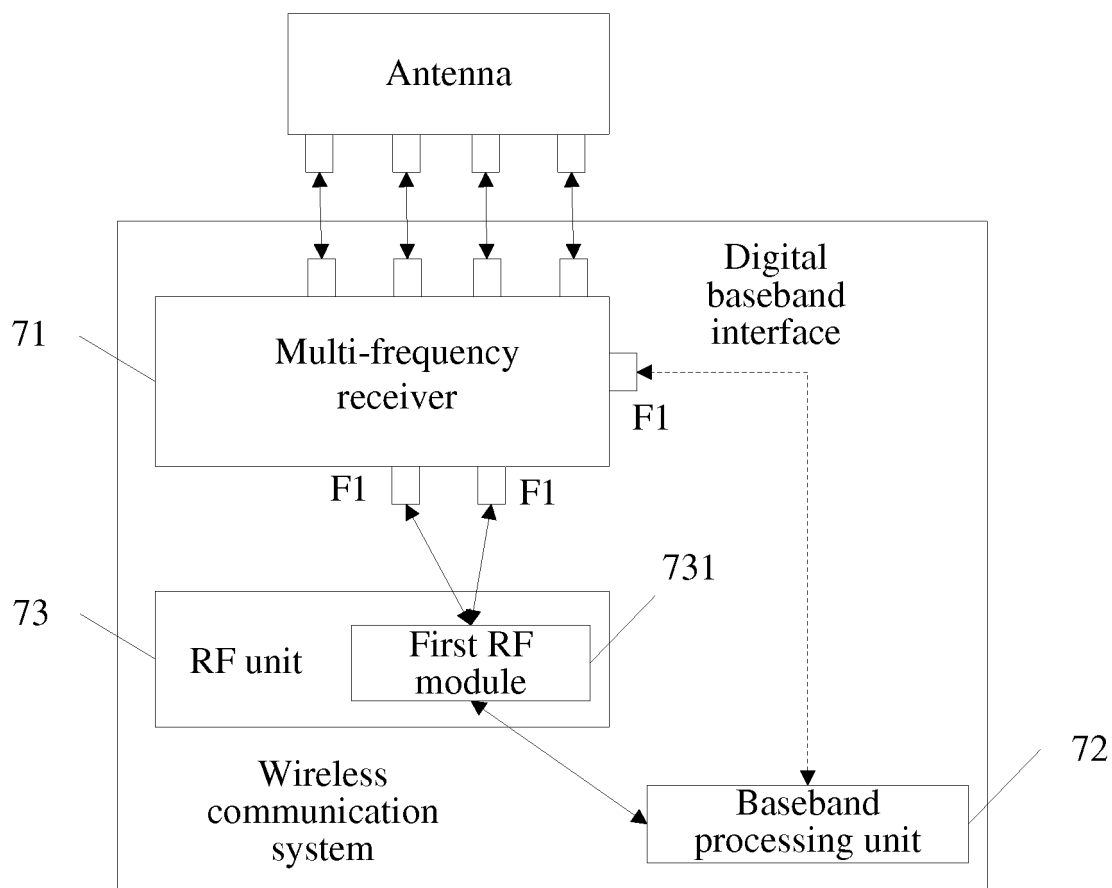 Antenna
Digital
baseband
interface
71
Multi-frequency
receiver
F1
F1
F1
731
73
RF unit
First RF
module
72
Wireless
communication
system
Baseband
processing unit